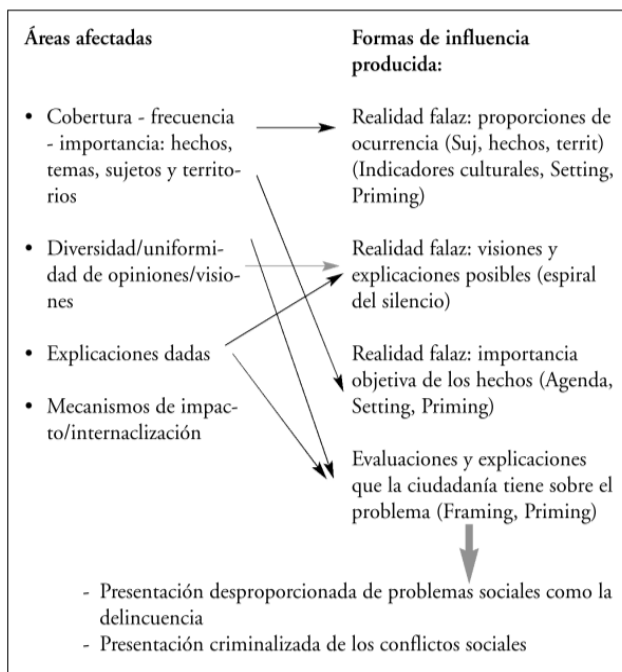 Áreas afectadas
• Cobertura - frecuencia
- importancia: hechos,
temas, sujetos y territo-
rios
• Diversidad/uniformi-
dad de opiniones/visio-
nes
• Explicaciones dadas
• Mecanismos de impac-
to/internaclización
Formas de influencia
producida:
Realidad falaz: proporciones de
ocurrencia (Suj, hechos, territ)
(Indicadores culturales, Setting,
Priming)
Realidad falaz: visiones y
explicaciones posibles (espiral
del silencio)
Realidad falaz: importancia
objetiva de los hechos (Agenda,
Setting, Priming)
Evaluaciones y explicaciones
que la ciudadanía tiene sobre el
problema (Framing, Priming)
- Presentación desproporcionada de problemas sociales como la
delincuencia
- Presentación criminalizada de los conflictos sociales